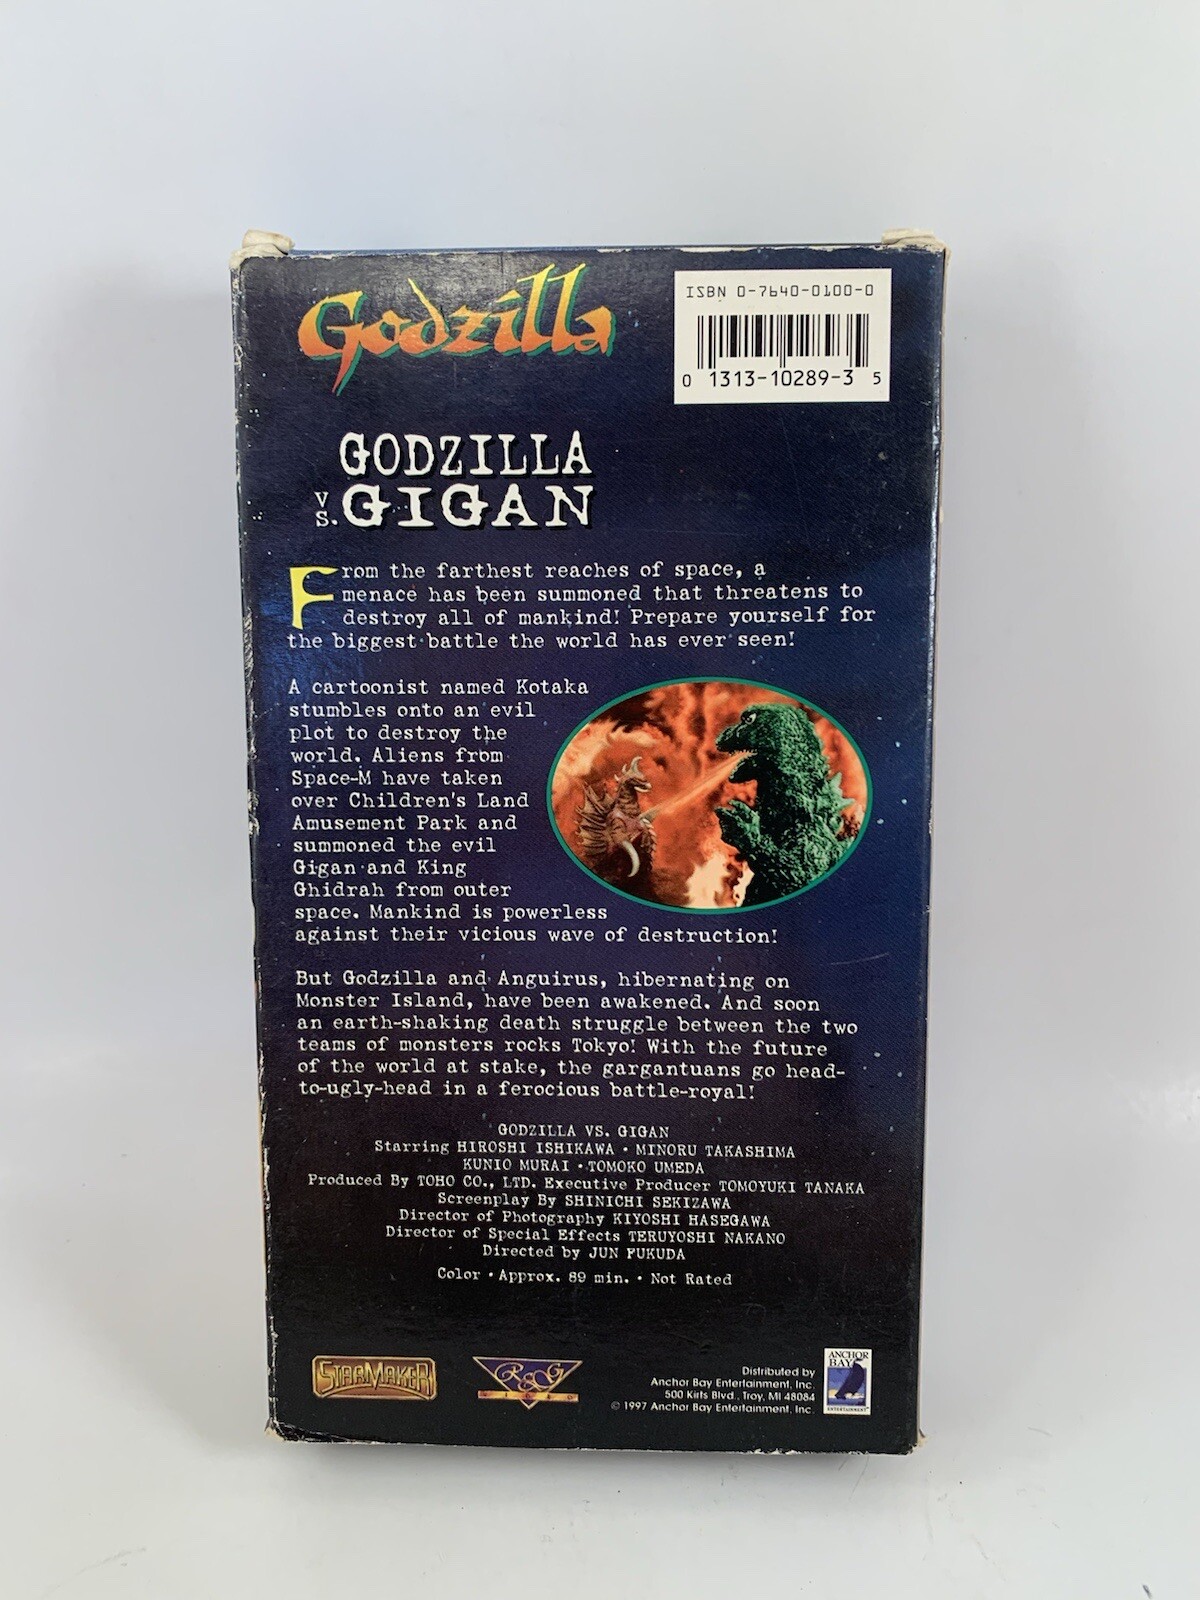 Godzilla
ISBN 0-7640-0100-0
0 1313-10289-3 5
GODZILLA
VS. GIGAN
From the farthest reaches of space, a
menace has been summoned that threatens to
destroy all of mankind! Prepare yourself for
the biggest battle the world has ever seen!
A cartoonist named Kotaka
stumbles onto an evil
plot to destroy the
world. Aliens from
Space-M have taken
over Children's Land
Amusement Park and
summoned the evil
Gigan and King
Ghidrah from outer
space. Mankind is powerless
against their vicious wave of destruction!
But Godzilla and Anguirus, hibernating on
Monster Island, have been awakened. And soon
an earth-shaking death struggle between the two
teams of monsters rocks Tokyo! With the future
of the world at stake, the gargantuans go head-
to-ugly-head in a ferocious battle-royal!
GODZILLA VS. GIGAN
Starring HIROSHI ISHIKAWA • MINORU TAKASHIMA
KUNIO MURAI • TOMOKO UMEDA
Produced By TOHO CO., LTD. Executive Producer TOMOYUKI TANAKA
Screenplay By SHINICHI SEKIZAWA
Director of Photography KIYOSHI HASEGAWA
Director of Special Effects TERUYOSHI NAKANO
Directed by JUN FUKUDA
Color • Approx. 89 min. • Not Rated
STARMAKER
R&G
VIDEO
Distributed by
Anchor Bay Entertainment, Inc.
500 Kirts Blvd., Troy, MI 48084
© 1997 Anchor Bay Entertainment, Inc.
ANCHOR
BAY
ENTERTAINMENT